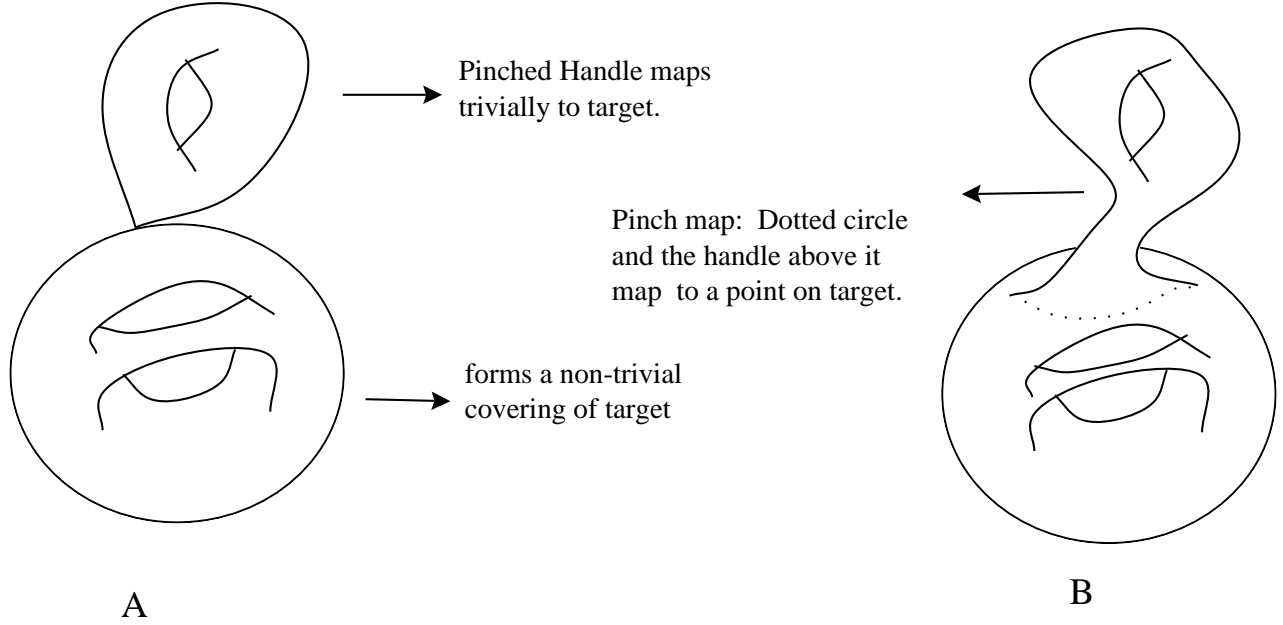 Pinched Handle maps
trivially to target.
Pinch map: Dotted circle
and the handle above it
map to a point on target.
forms a non-trivial
covering of target
A
B